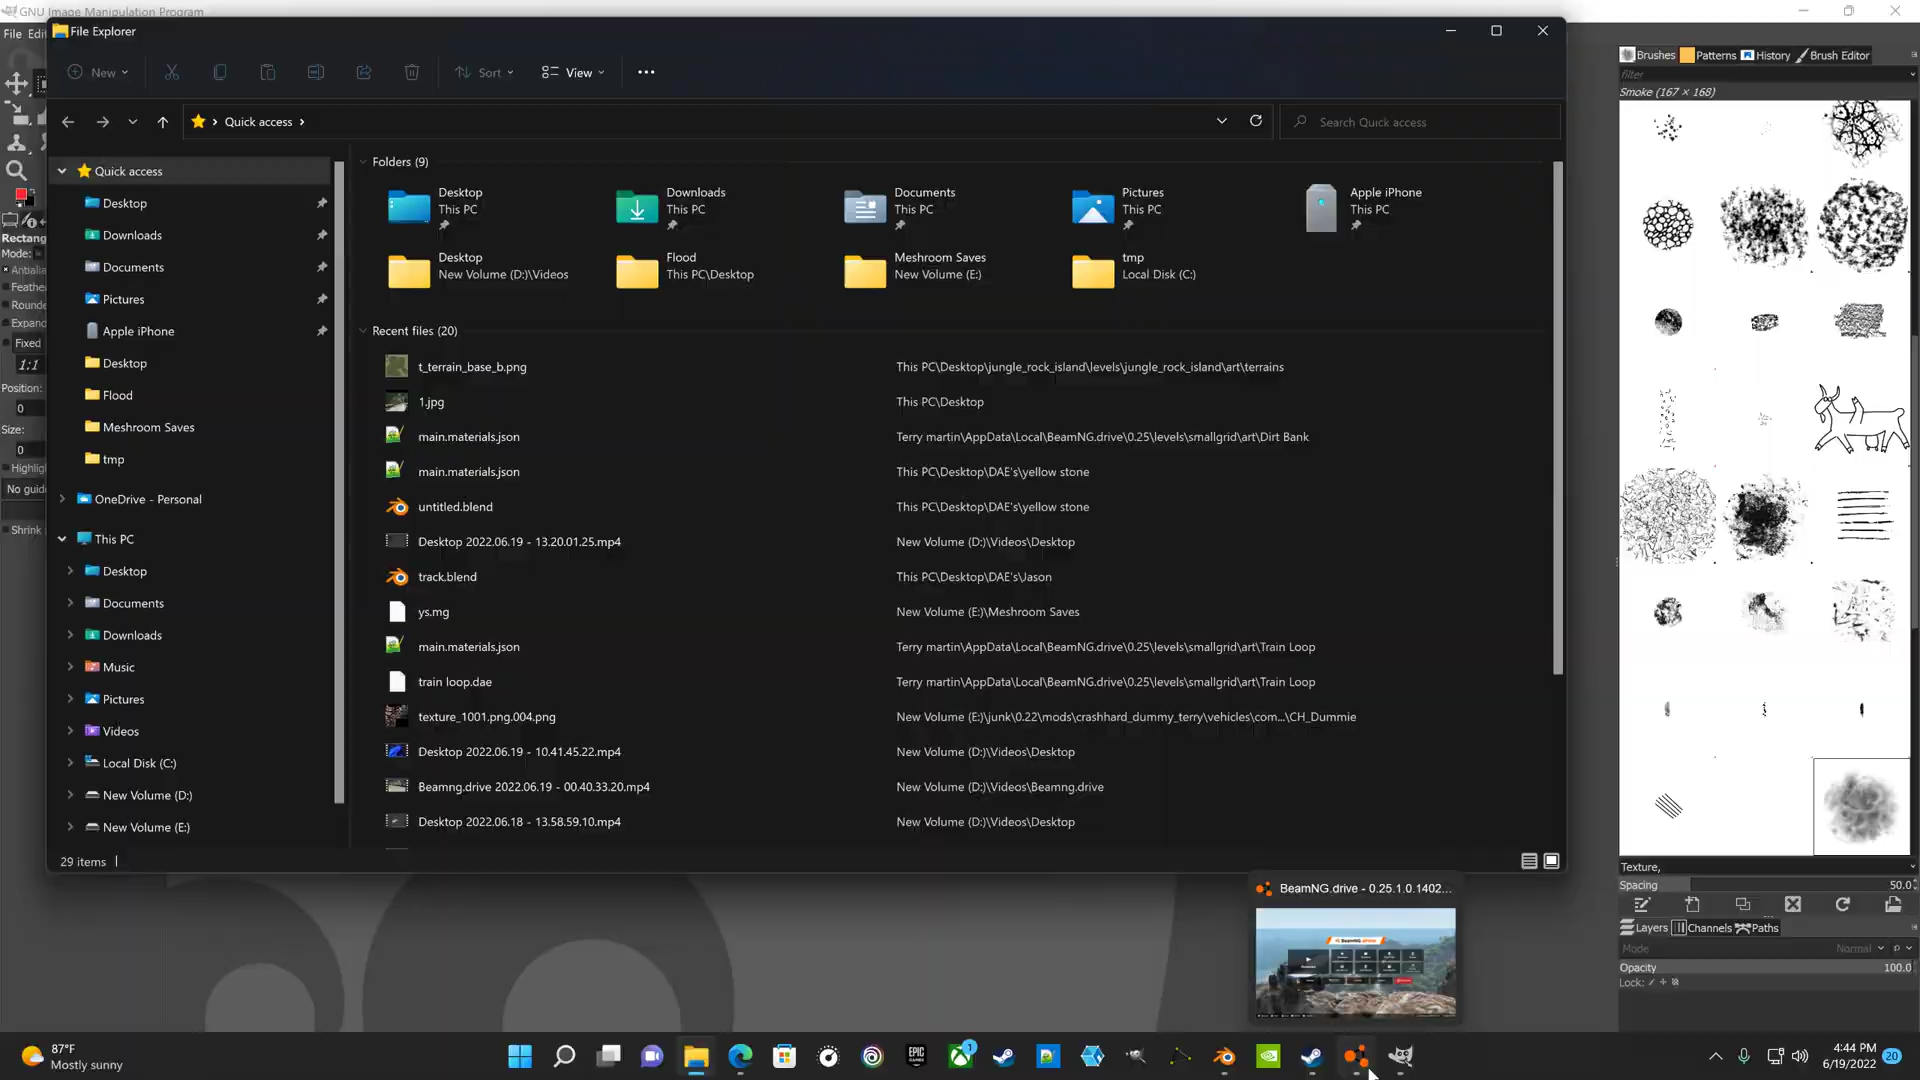 GNU Image Manipulation Program
File Edi
File Explorer
New
Sort
View
Quick access
Search Quick access
Brushes
Patterns
History
Brush Editor
filter
Smoke (167 × 168)
Rectang
Mode:
Antialia
Feathe
Rounde
Expand
Fixed
1:1
Position:
0
Size:
0
Highlig
No guid
Shrink
Quick access
Desktop
Downloads
Documents
Pictures
Apple iPhone
Desktop
Flood
Meshroom Saves
tmp
OneDrive - Personal
This PC
Desktop
Documents
Downloads
Music
Pictures
Videos
Local Disk (C:)
New Volume (D:)
New Volume (E:)
Folders (9)
Desktop
This PC
Downloads
This PC
Documents
This PC
Pictures
This PC
Apple iPhone
This PC
Desktop
New Volume (D:)\Videos
Flood
This PC\Desktop
Meshroom Saves
New Volume (E:)
tmp
Local Disk (C:)
Recent files (20)
t_terrain_base_b.png This PC\Desktop\jungle_rock_island\levels\jungle_rock_island\art\terrains
1.jpg This PC\Desktop
main.materials.json Terry martin\AppData\Local\BeamNG.drive\0.25\levels\smallgrid\art\Dirt Bank
main.materials.json This PC\Desktop\DAE's\yellow stone
untitled.blend This PC\Desktop\DAE's\yellow stone
Desktop 2022.06.19 - 13.20.01.25.mp4 New Volume (D:)\Videos\Desktop
track.blend This PC\Desktop\DAE's\Jason
ys.mg New Volume (E:)\Meshroom Saves
main.materials.json Terry martin\AppData\Local\BeamNG.drive\0.25\levels\smallgrid\art\Train Loop
train loop.dae Terry martin\AppData\Local\BeamNG.drive\0.25\levels\smallgrid\art\Train Loop
texture_1001.png.004.png New Volume (E:)\junk\0.22\mods\crashhard_dummy_terry\vehicles\com...\CH_Dummie
Desktop 2022.06.19 - 10.41.45.22.mp4 New Volume (D:)\Videos\Desktop
Beamng.drive 2022.06.19 - 00.40.33.20.mp4 New Volume (D:)\Videos\Beamng.drive
Desktop 2022.06.18 - 13.58.59.10.mp4 New Volume (D:)\Videos\Desktop
29 items
Texture,
Spacing 50.0
Layers
Channels
Paths
Mode Normal
Opacity 100.0
Lock:
BeamNG.drive - 0.25.1.0.1402...
BeamNG.drive
87°F
Mostly sunny
EPIC
GAMES
1
4:44 PM
6/19/2022
20